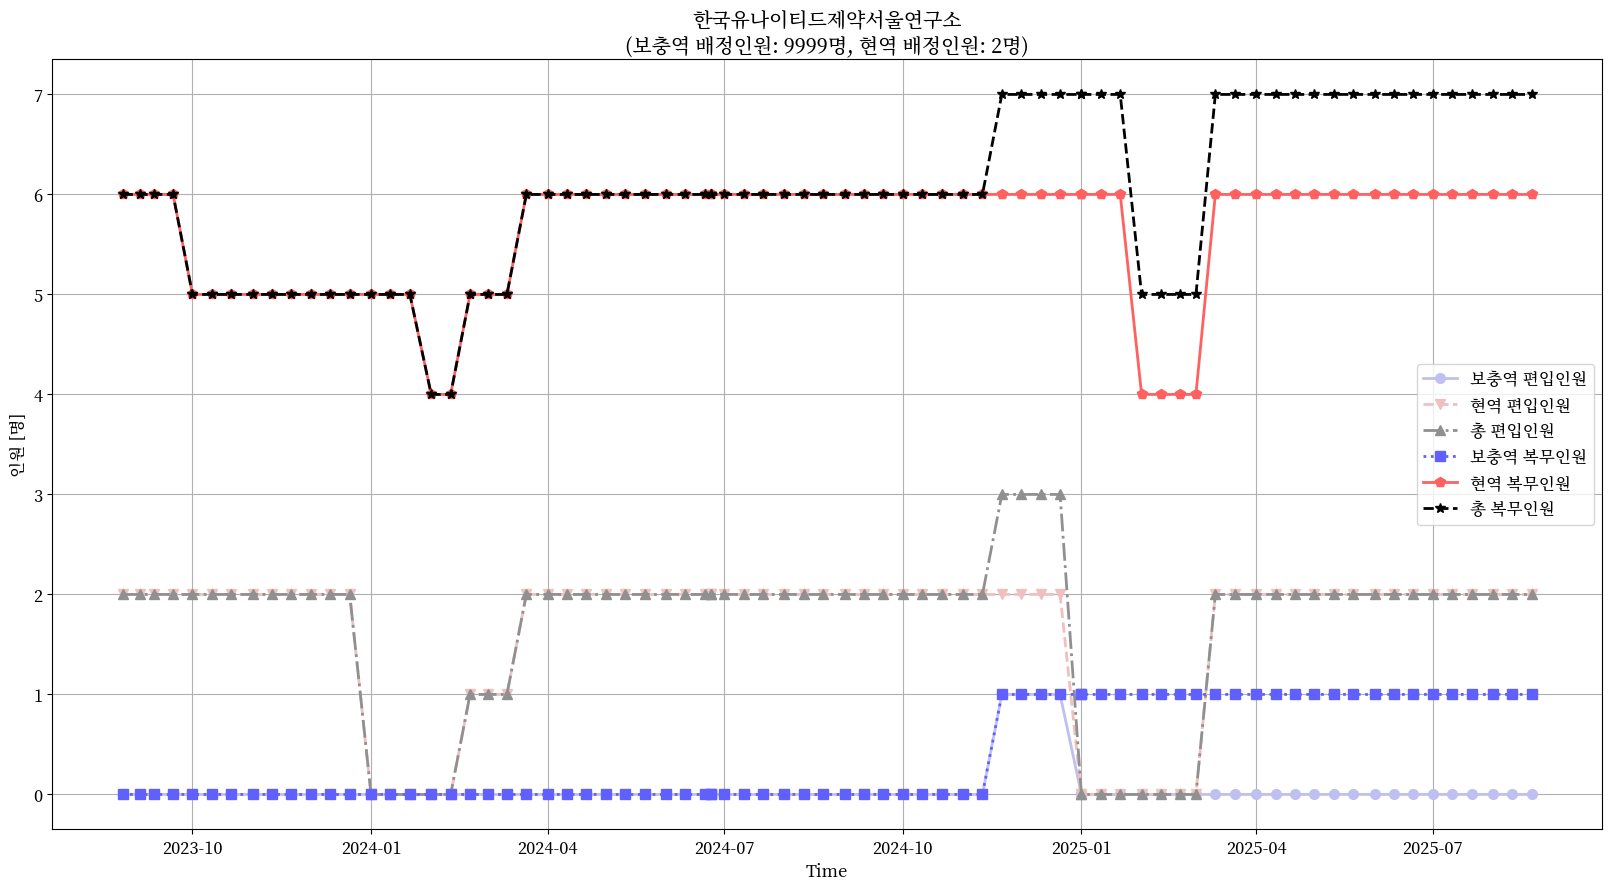 한국유나이티드제약서울연구소
(보충역 배정인원: 9999명, 현역 배정인원: 2명)
인원 [명]
7
6
5
4
3
2
1
0
보충역 편입인원
현역 편입인원
총 편입인원
보충역 복무인원
현역 복무인원
총 복무인원
2023-10
2024-01
2024-04
2024-07
2024-10
2025-01
2025-04
2025-07
Time